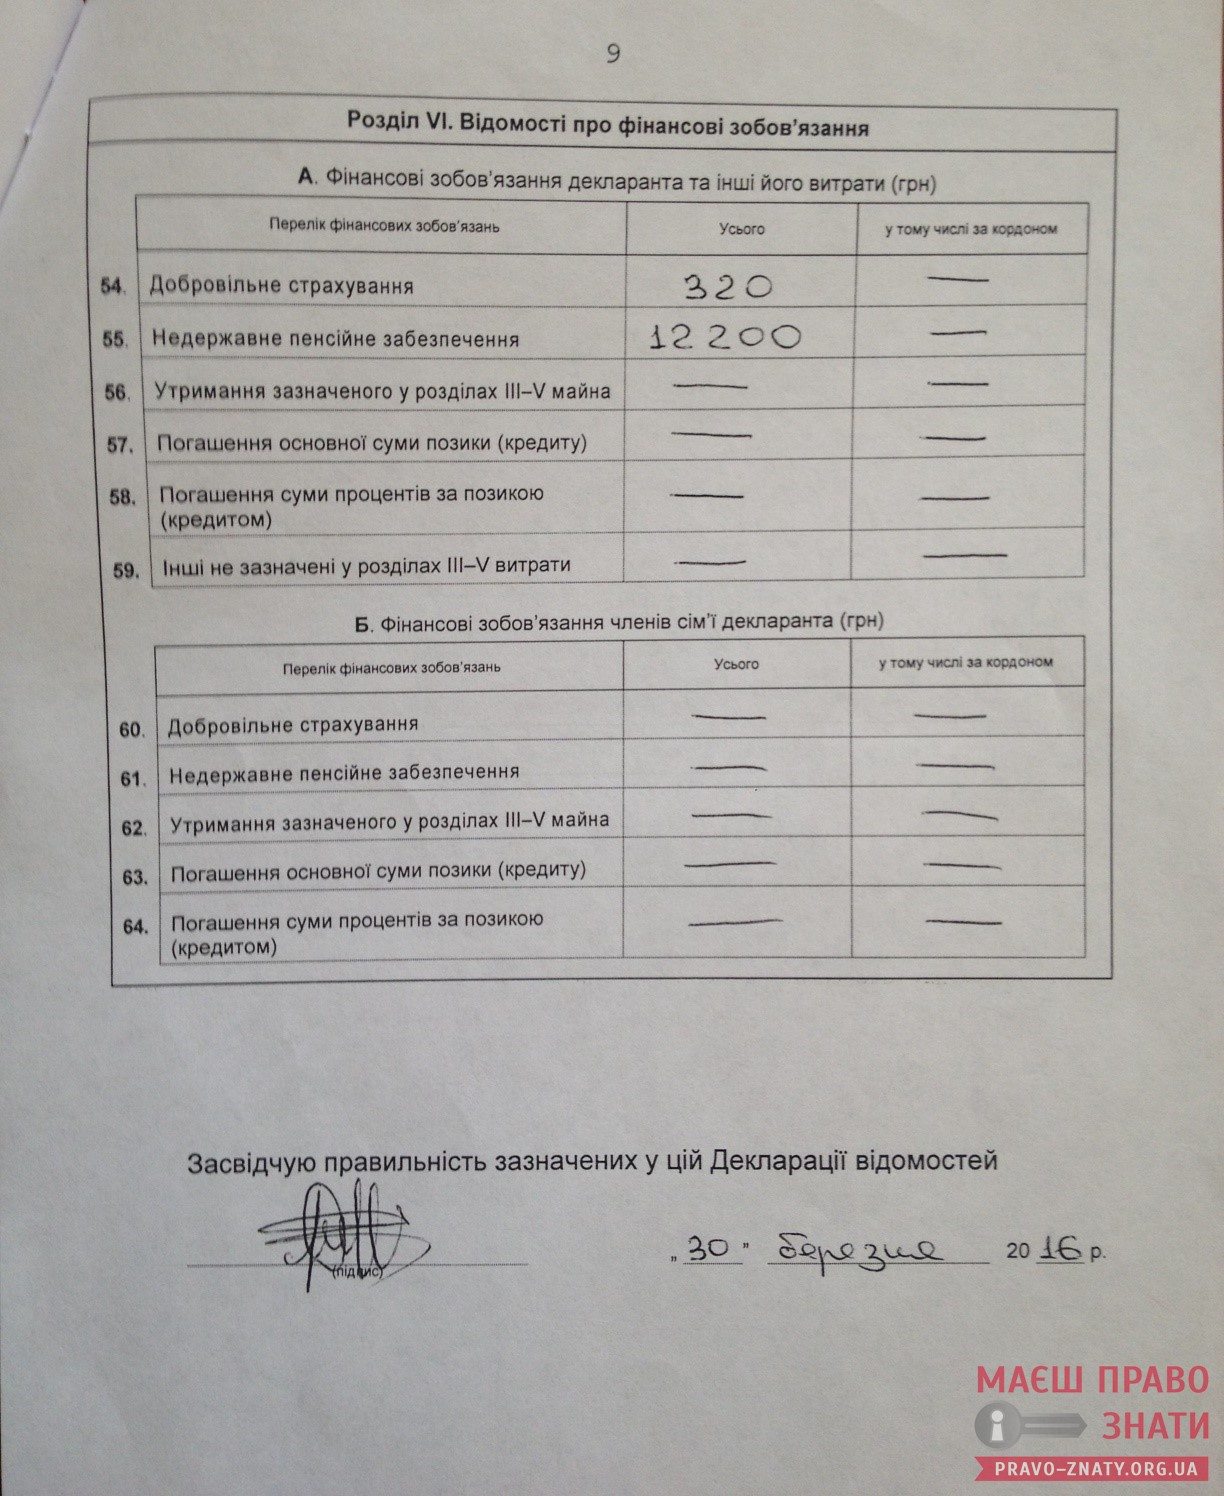 9
Розділ VI. Відомості про фінансові зобов'язання
А. Фінансові зобов'язання декларанта та інші його витрати (грн)
Перелік фінансових зобов'язань Усього у тому числі за кордоном
54. Добровільне страхування 320 —
55. Недержавне пенсійне забезпечення 12200 —
56. Утримання зазначеного у розділах III–V майна — —
57. Погашення основної суми позики (кредиту) — —
58. Погашення суми процентів за позикою — —
(кредитом)
59. Інші не зазначені у розділах III–V витрати — —
Б. Фінансові зобов'язання членів сім'ї декларанта (грн)
Перелік фінансових зобов'язань Усього у тому числі за кордоном
60. Добровільне страхування — —
61. Недержавне пенсійне забезпечення — —
62. Утримання зазначеного у розділах III–V майна — —
63. Погашення основної суми позики (кредиту) — —
64. Погашення суми процентів за позикою — —
(кредитом)
Засвідчую правильність зазначених у цій Декларації відомостей
„30" березня 2016 р.
(підпис)
МАЄШ ПРАВО
ЗНАТИ
PRAVO-ZNATY.ORG.UA